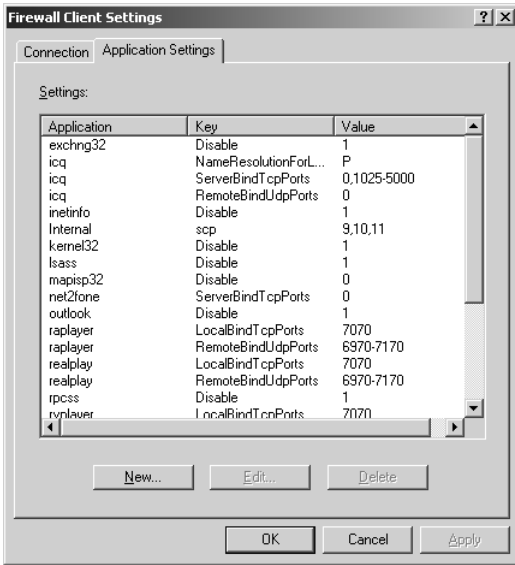 Firewall Client Settings
Connection Application Settings
Settings:
Application Key Value
exchng32 Disable 1
icq NameResolutionForL... P
icq ServerBindTcpPorts 0,1025-5000
icq RemoteBindUdpPorts 0
inetinfo Disable 1
Internal scp 9,10,11
kernel32 Disable 1
lsass Disable 1
mapisp32 Disable 0
net2fone ServerBindTcpPorts 0
outlook Disable 1
raplayer LocalBindTcpPorts 7070
raplayer RemoteBindUdpPorts 6970-7170
realplay LocalBindTcpPorts 7070
realplay RemoteBindUdpPorts 6970-7170
rpcss Disable 1
rvplayer LocalBindTcpPorts 7070
New... Edit... Delete
OK Cancel Apply